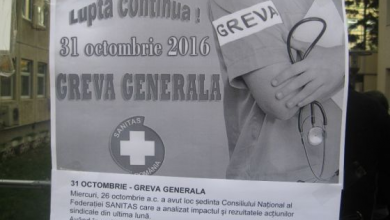 Lupta continua !
GREVA
31 octombrie 2016
GREVA GENERALA
SANITAS
31 OCTOMBRIE - GREVA GENERALA
Miercuri, 26 octombrie a.c. a avut loc ședința Consiliului Național al
Federației SANITAS care a analizat impactul și rezultatele acțiunilor
sindicale din ultima lună.